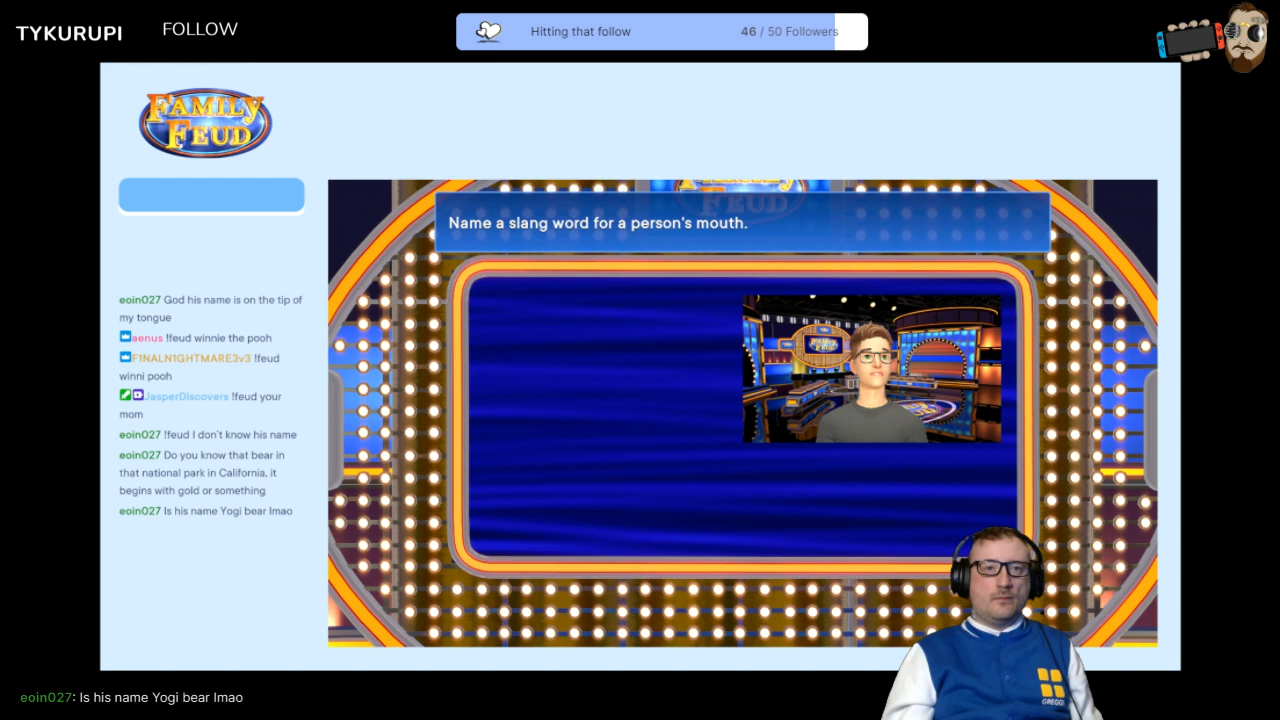 TYKURUPI
FOLLOW
Hitting that follow
46 / 50 Followers
FAMILY
FEUD
Name a slang word for a person's mouth.
eoin027 God his name is on the tip of
my tongue
aenus !feud winnie the pooh
F1NALN1GHTMARE3v3 !feud
winni pooh
JasperDiscovers !feud your
mom
eoin027 !feud I don't know his name
eoin027 Do you know that bear in
that national park in California, it
begins with gold or something
eoin027 Is his name Yogi bear lmao
GREGGS
eoin027: Is his name Yogi bear lmao